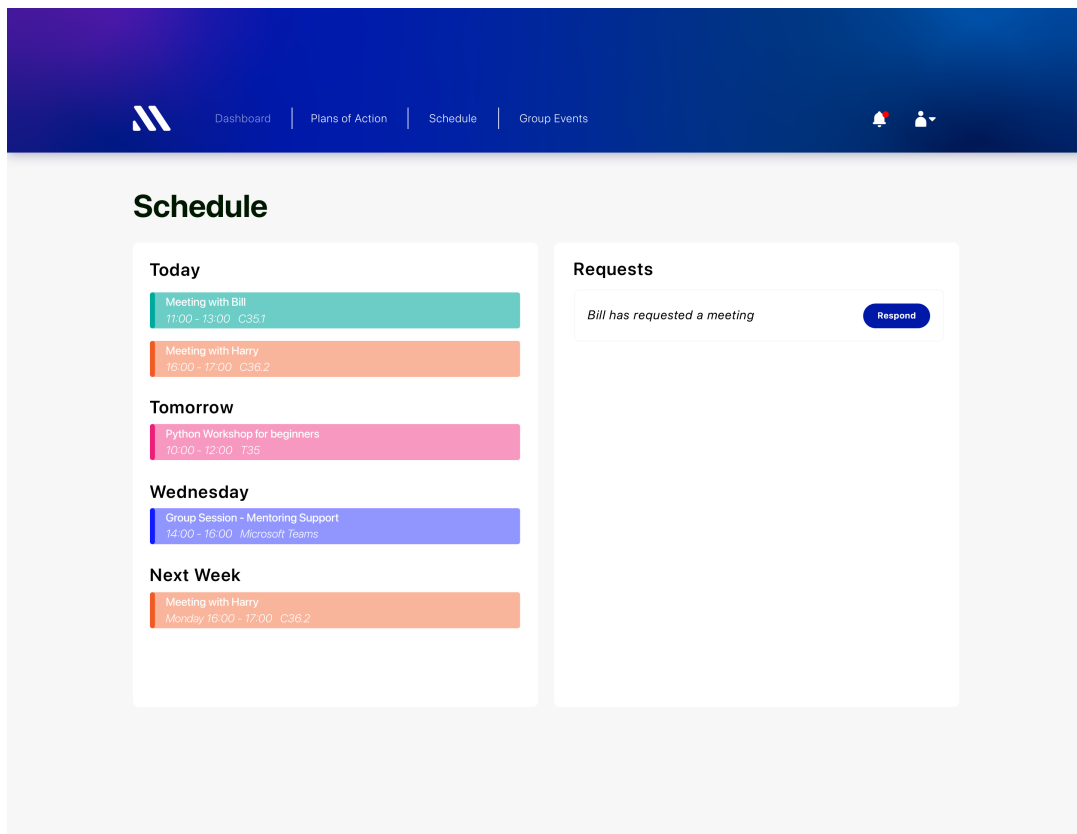 Dashboard
Plans of Action
Schedule
Group Events
Schedule
Today
Meeting with Bill
11:00 - 13:00 C35.1
Meeting with Harry
16:00 - 17:00 C36.2
Tomorrow
Python Workshop for beginners
10:00 - 12:00 T35
Wednesday
Group Session - Mentoring Support
14:00 - 16:00 Microsoft Teams
Next Week
Meeting with Harry
Monday 16:00 - 17:00 C36.2
Requests
Bill has requested a meeting
Respond